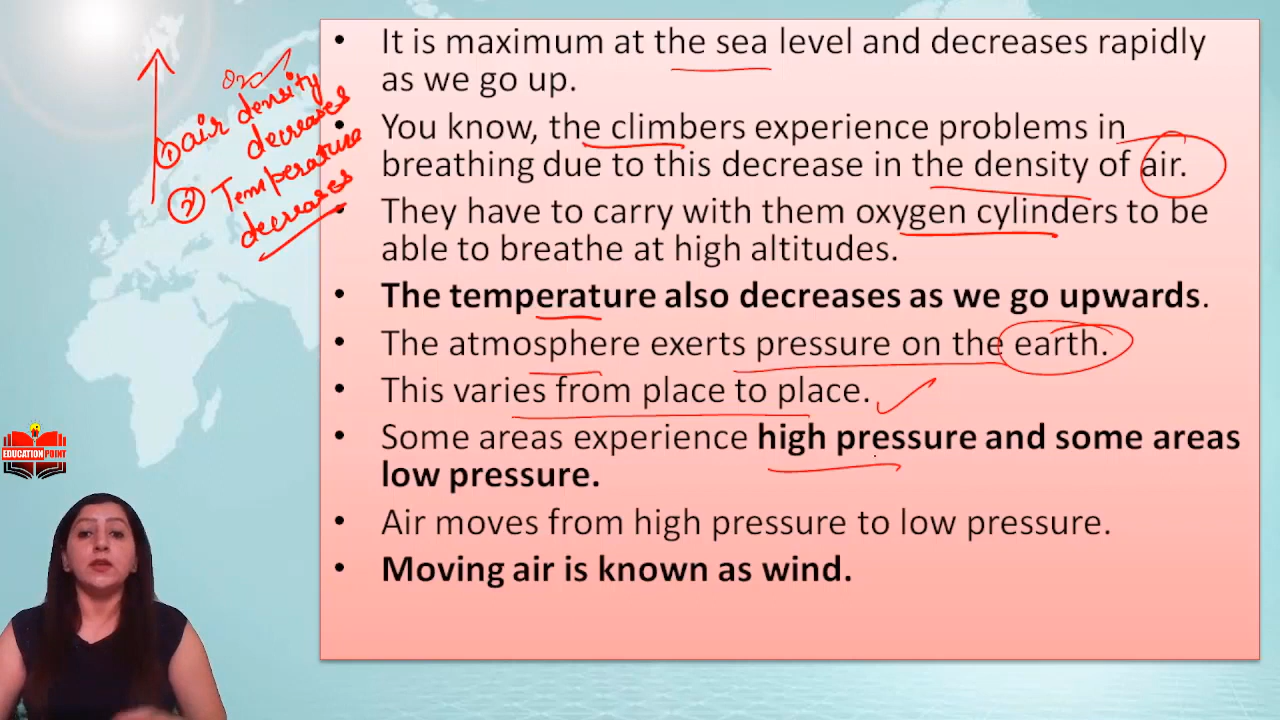 • It is maximum at the sea level and decreases rapidly
as we go up.
• You know, the climbers experience problems in
breathing due to this decrease in the density of air.
• They have to carry with them oxygen cylinders to be
able to breathe at high altitudes.
• The temperature also decreases as we go upwards.
• The atmosphere exerts pressure on the earth.
• This varies from place to place.
• Some areas experience high pressure and some areas
low pressure.
• Air moves from high pressure to low pressure.
• Moving air is known as wind.
① air density
decreases
② Temperature
decreases
EDUCATION POINT